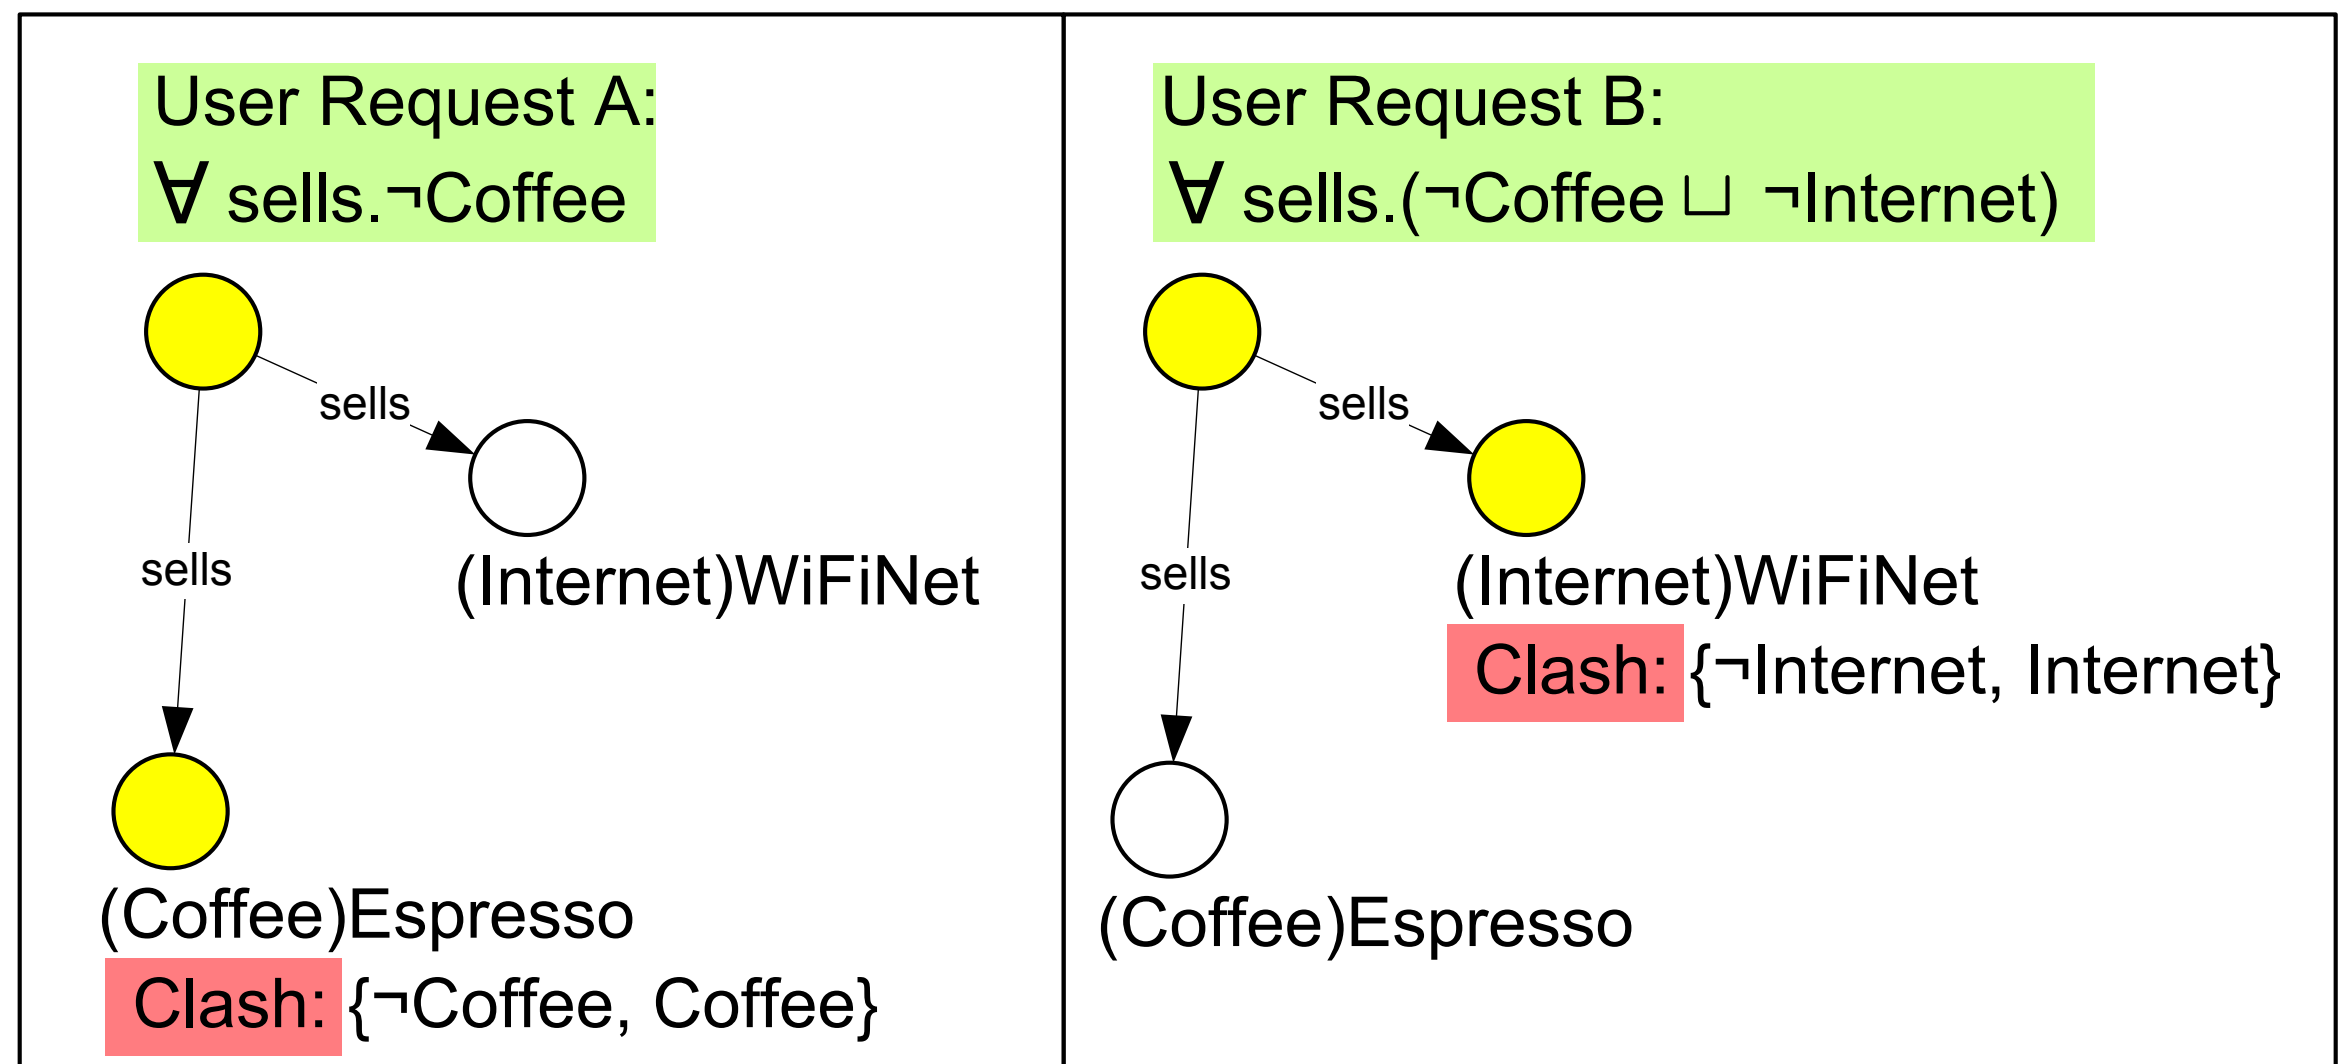 User Request A:
∀ sells.¬Coffee
sells
(Internet)WiFiNet
sells
(Coffee)Espresso
Clash: {¬Coffee, Coffee}
User Request B:
∀ sells.(¬Coffee ⊔ ¬Internet)
sells
(Internet)WiFiNet
sells
Clash: {¬Internet, Internet}
(Coffee)Espresso